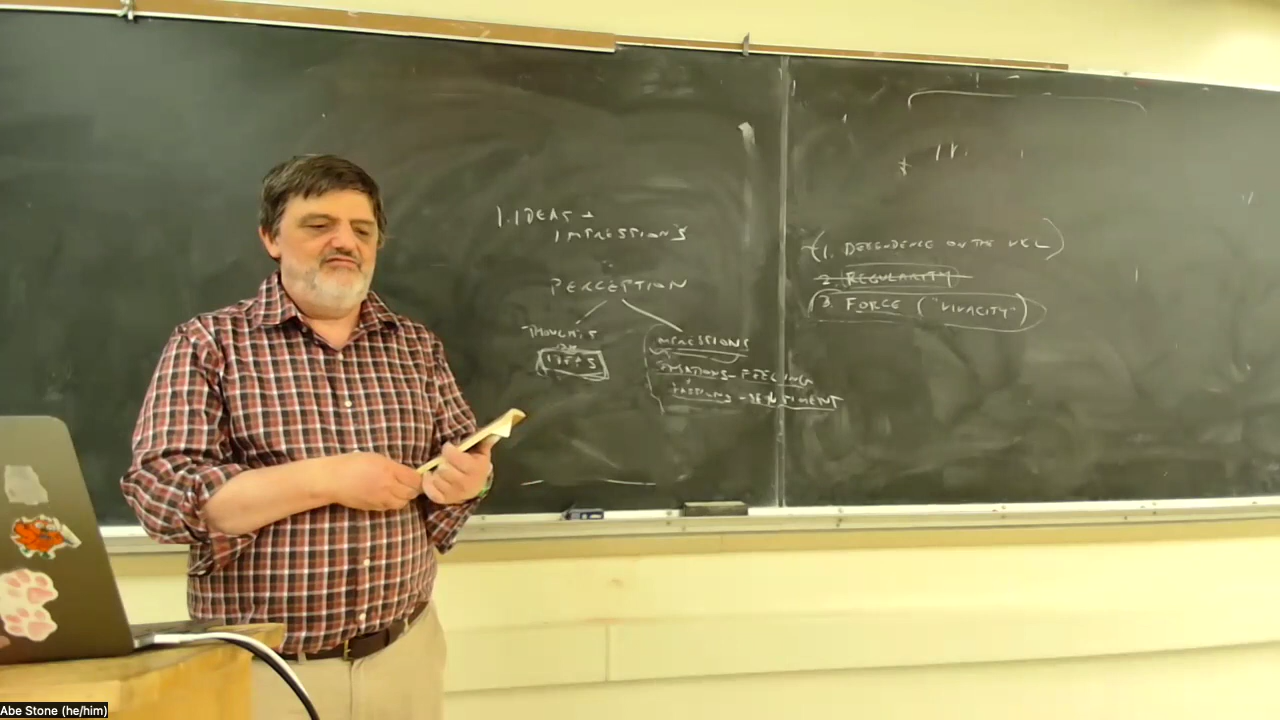 1. IDEAS +
IMPRESSIONS
PERCEPTION
THOUGHTS
IDEAS
IMPRESSIONS
SENSATIONS - FEELING
PASSIONS - SENTIMENT
(1. DEPENDENCE ON THE WILL)
2. REGULARITY
3. FORCE ("VIVACITY")
Abe Stone (he/him)